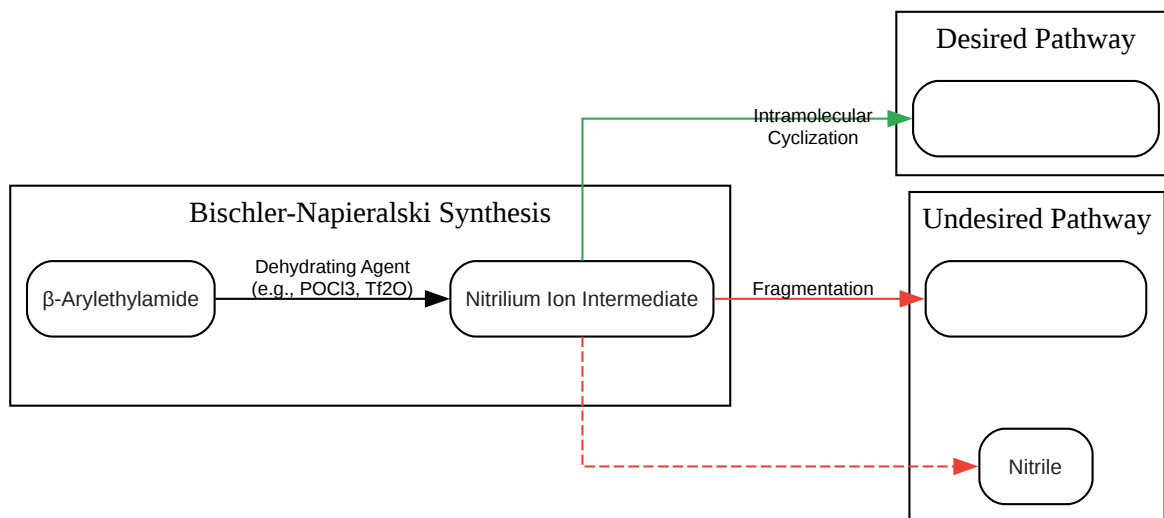 Desired Pathway
Intramolecular
Cyclization
Bischler-Napieralski Synthesis
Undesired Pathway
β-Arylethylamide
Dehydrating Agent
(e.g., POCl3, Tf2O)
Nitrilium Ion Intermediate
Fragmentation
Nitrile